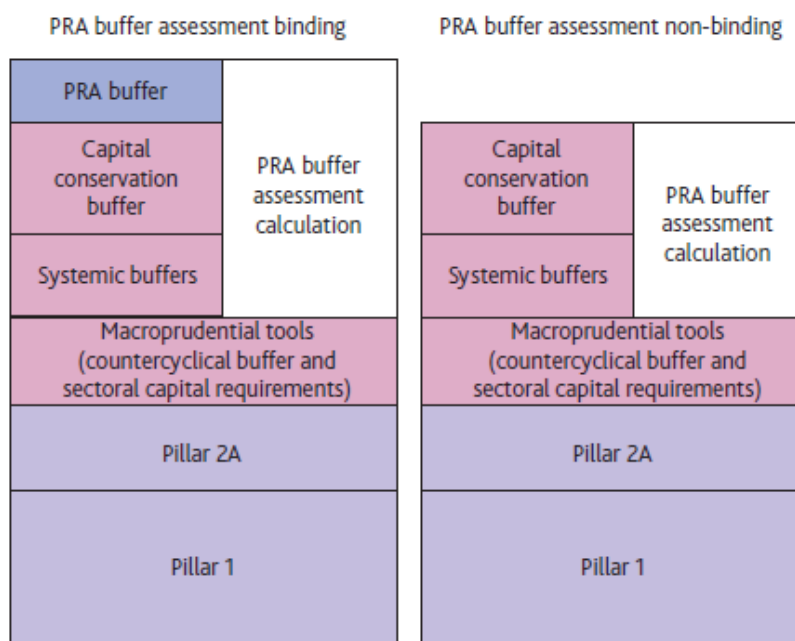 PRA buffer assessment binding
PRA buffer
Capital
conservation
buffer
PRA buffer
assessment
calculation
Systemic buffers
Macroprudential tools
(countercyclical buffer and
sectoral capital requirements)
Pillar 2A
Pillar 1
PRA buffer assessment non-binding
Capital
conservation
buffer
PRA buffer
assessment
calculation
Systemic buffers
Macroprudential tools
(countercyclical buffer and
sectoral capital requirements)
Pillar 2A
Pillar 1